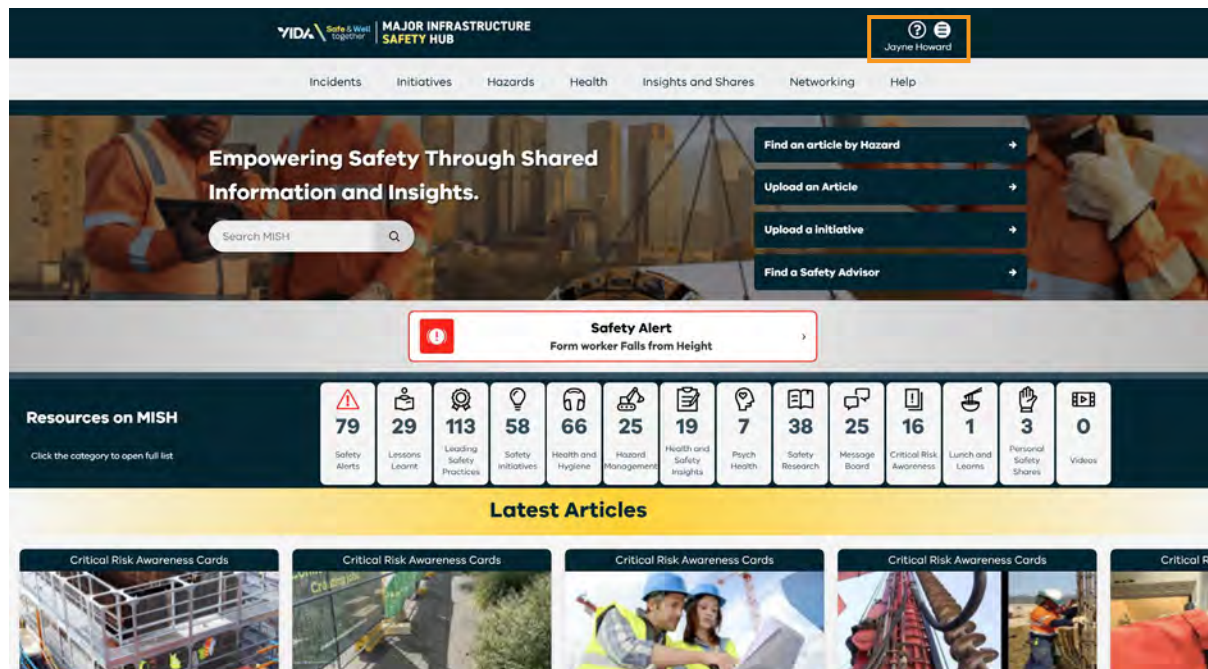 VIDA Safe & Well together MAJOR INFRASTRUCTURE SAFETY HUB
?
Jayne Howard
Incidents Initiatives Hazards Health Insights and Shares Networking Help
Empowering Safety Through Shared
Information and Insights.
Search MISH
Find an article by Hazard
Upload an Article
Upload a initiative
Find a Safety Advisor
Safety Alert
Form worker Falls from Height
Resources on MISH
Click the category to open full list
79
Safety
Alerts
29
Lessons
Learnt
113
Leading
Safety
Practices
58
Safety
Initiatives
66
Health and
Hygiene
25
Hazard
Management
19
Health and
Safety
Insights
7
Psych
Health
38
Safety
Research
25
Message
Board
16
Critical Risk
Awareness
1
Lunch and
Learns
3
Personal
Safety
Shares
0
Videos
Latest Articles
Critical Risk Awareness Cards
Critical Risk Awareness Cards
Critical Risk Awareness Cards
Critical Risk Awareness Cards
Critical R